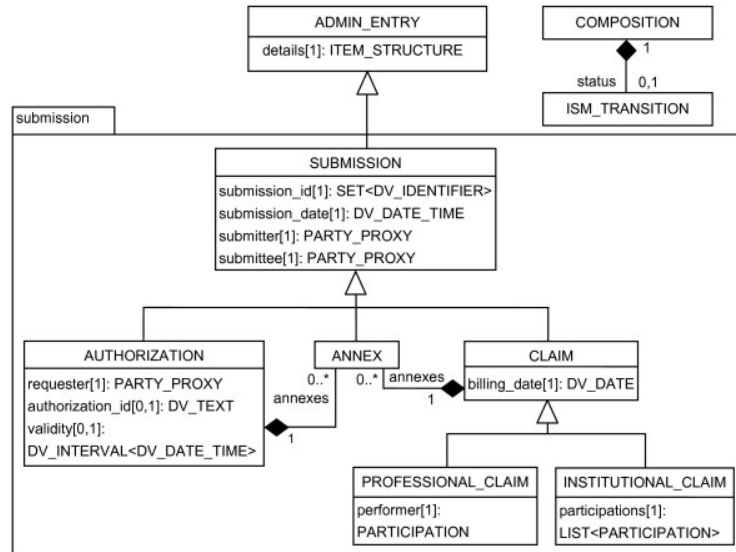 ADMIN_ENTRY
details[1]: ITEM_STRUCTURE
COMPOSITION
1
status
0,1
ISM_TRANSITION
submission
SUBMISSION
submission_id[1]: SET<DV_IDENTIFIER>
submission_date[1]: DV_DATE_TIME
submitter[1]: PARTY_PROXY
submittee[1]: PARTY_PROXY
AUTHORIZATION
requester[1]: PARTY_PROXY
authorization_id[0,1]: DV_TEXT
validity[0,1]:
DV_INTERVAL<DV_DATE_TIME>
ANNEX
0..*
annexes
1
0..*
annexes
1
CLAIM
billing_date[1]: DV_DATE
PROFESSIONAL_CLAIM
performer[1]:
PARTICIPATION
INSTITUTIONAL_CLAIM
participations[1]:
LIST<PARTICIPATION>